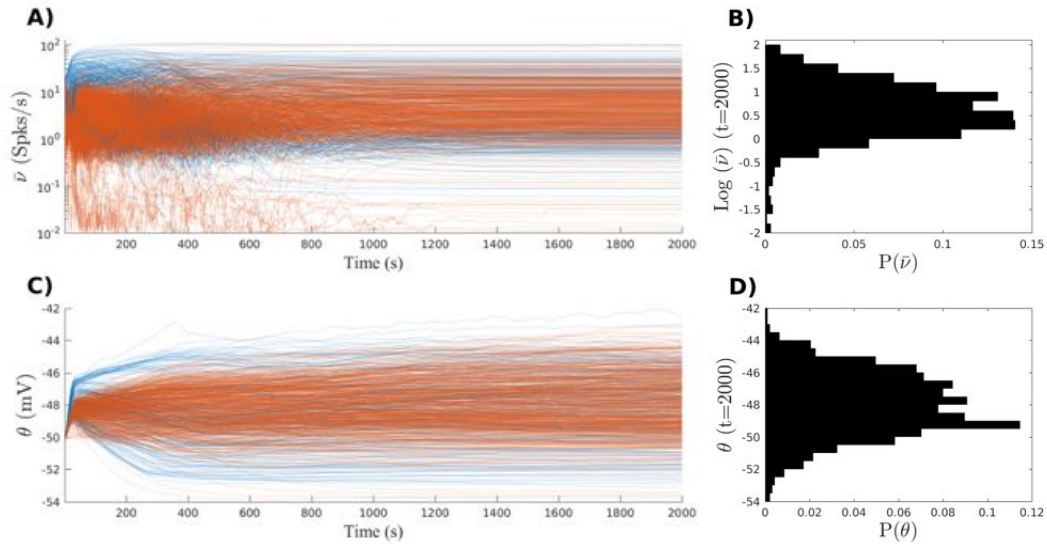 A)
10²
10¹
10⁰
10⁻¹
10⁻²
ν̄ (Spks/s)
200 400 600 800 1000 1200 1400 1600 1800 2000
Time (s)
B)
2
1.5
1
0.5
0
-0.5
-1
-1.5
-2
Log (ν̄) (t=2000)
0 0.05 0.1 0.15
P(ν̄)
C)
-42
-44
-46
-48
-50
-52
-54
θ (mV)
200 400 600 800 1000 1200 1400 1600 1800 2000
Time (s)
D)
-42
-44
-46
-48
-50
-52
-54
θ (t=2000)
0 0.02 0.04 0.06 0.08 0.1 0.12
P(θ)